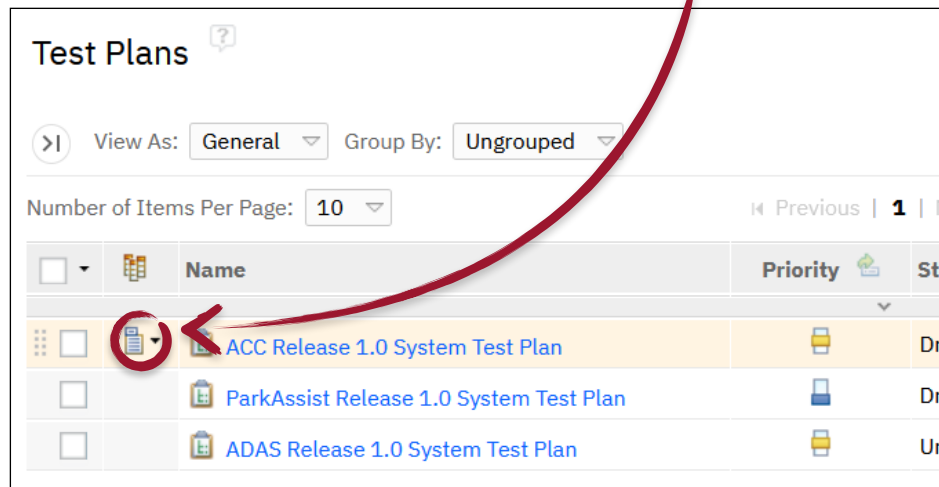 Test Plans ?
View As: General Group By: Ungrouped
Number of Items Per Page: 10 Previous | 1 |
Name Priority St
ACC Release 1.0 System Test Plan Dr
ParkAssist Release 1.0 System Test Plan Dr
ADAS Release 1.0 System Test Plan Un